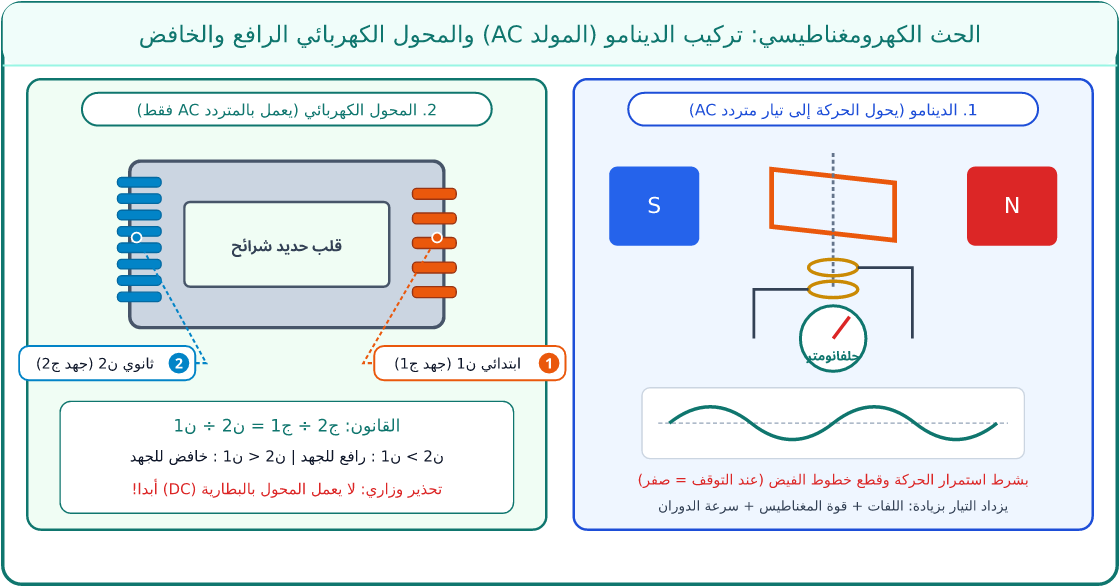 الحث الكهرومغناطيسي: تركيب الدينامو (المولد AC) والمحول الكهربائي الرافع والخافض
1. الدينامو (يحول الحركة إلى تيار متردد AC)
N
S
جلفانومتر
بشرط استمرار الحركة وقطع خطوط الفيض (عند التوقف = صفر)
يزداد التيار بزيادة: اللفات + قوة المغناطيس + سرعة الدوران
2. المحول الكهربائي (يعمل بالمتردد AC فقط)
قلب حديد شرائح
1 ابتدائي ن1 (جهد ج1)
2 ثانوي ن2 (جهد ج2)
القانون: ج2 ÷ ج1 = ن2 ÷ ن1
ن2 > ن1 : رافع للجهد | ن2 < ن1 : خافض للجهد
تحذير وزاري: لا يعمل المحول بالبطارية (DC) أبدا!